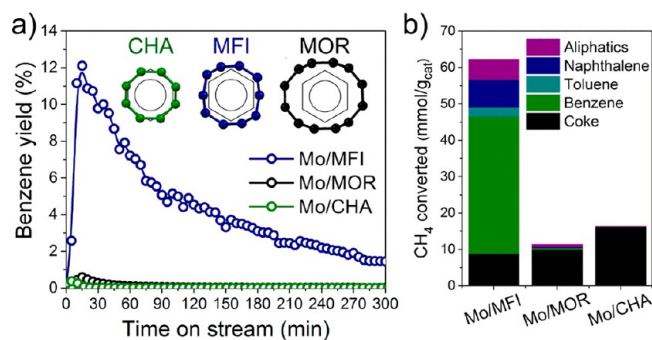 a)
Benzene yield (%)
14
12
10
8
6
4
2
0
CHA MFI MOR
Mo/MFI
Mo/MOR
Mo/CHA
0 30 60 90 120 150 180 210 240 270 300
Time on stream (min)
b)
CH4 converted (mmol/gcat)
70
60
50
40
30
20
10
0
Aliphatics
Naphthalene
Toluene
Benzene
Coke
Mo/MFI Mo/MOR Mo/CHA